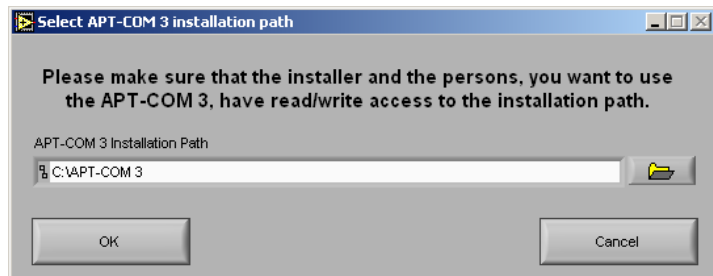 Select APT-COM 3 installation path
Please make sure that the installer and the persons, you want to use
the APT-COM 3, have read/write access to the installation path.
APT-COM 3 Installation Path
C:\APT-COM 3
OK
Cancel